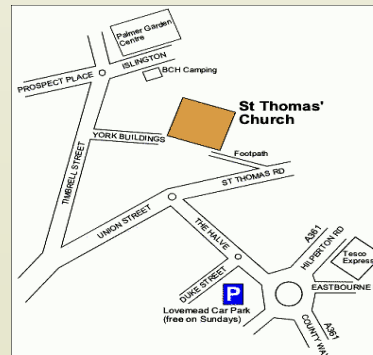 Palmer Garden
Centre
ISLINGTON
PROSPECT PLACE
BCH Camping
St Thomas'
Church
YORK BUILDINGS
Footpath
TIMBRELL STREET
ST THOMAS RD
UNION STREET
THE HALVE
A361
HILPERTON RD
Tesco
Express
DUKE STREET
EASTBOURNE
P
Lovemead Car Park
(free on Sundays)
COUNTY WAY
A361